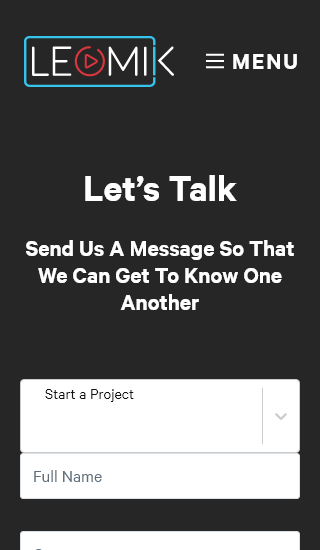 LEOMIK
MENU
Let's Talk
Send Us A Message So That
We Can Get To Know One
Another
Start a Project
Full Name